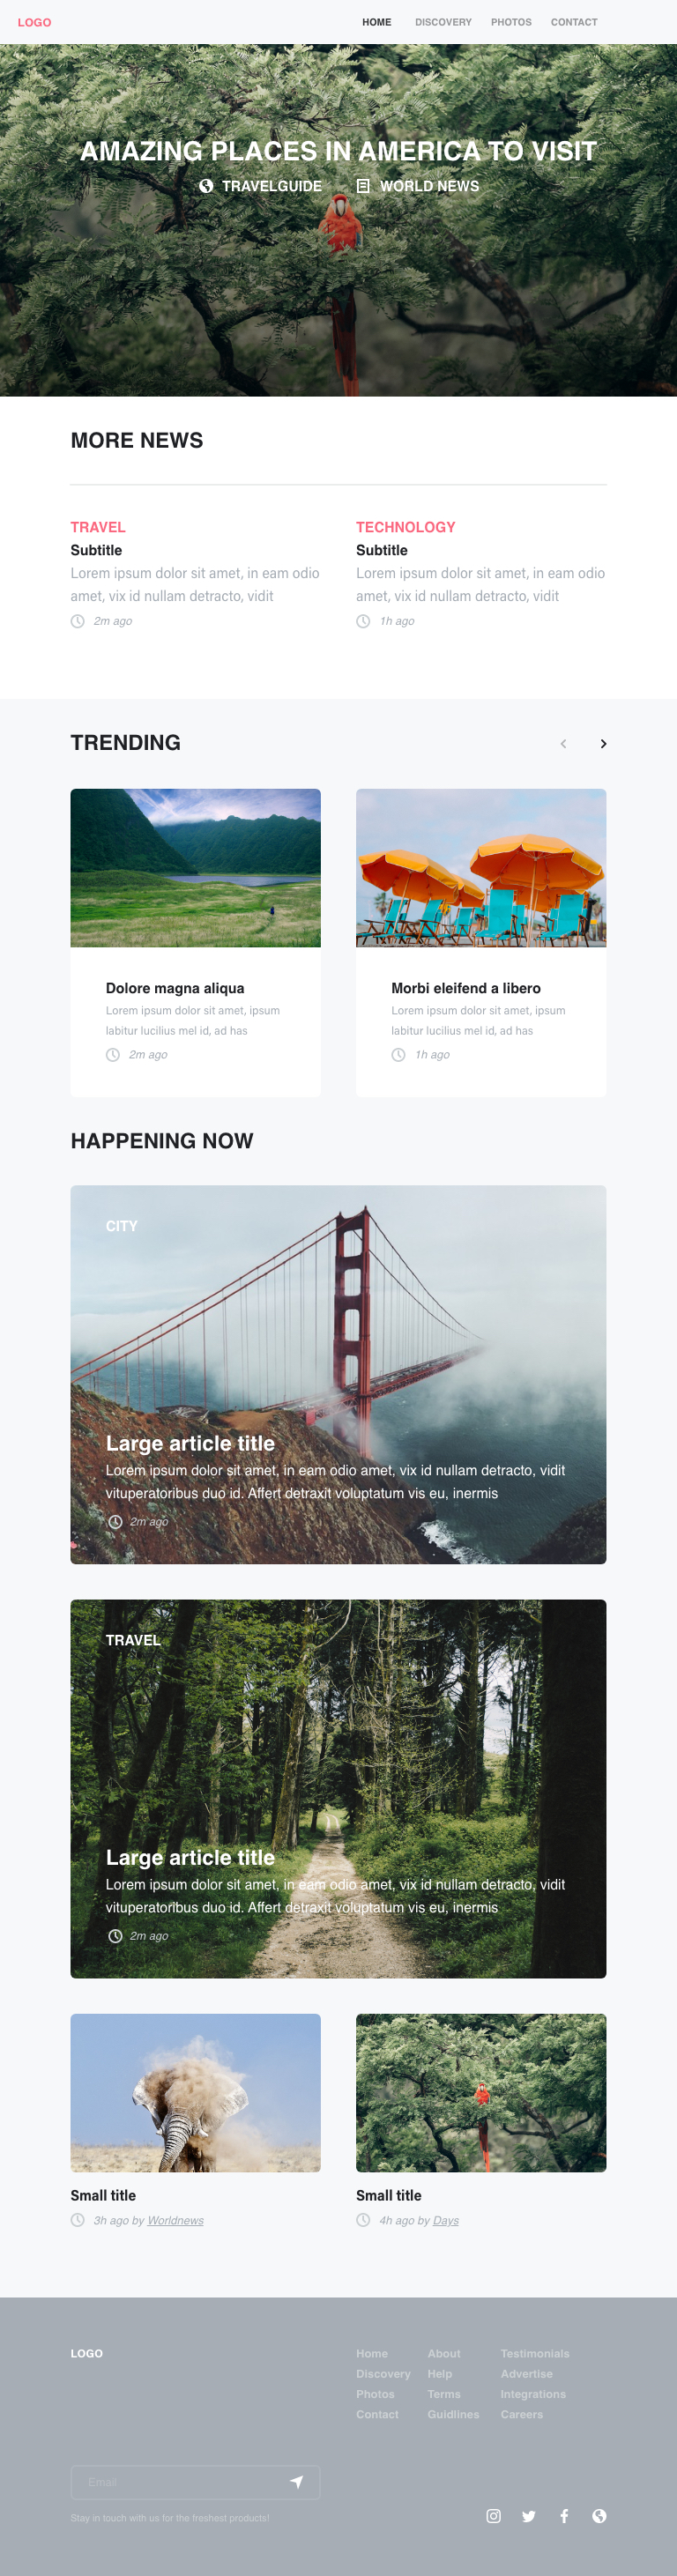 LOGO
HOME DISCOVERY PHOTOS CONTACT
AMAZING PLACES IN AMERICA TO VISIT
TRAVELGUIDE WORLD NEWS
MORE NEWS
TRAVEL
Subtitle
Lorem ipsum dolor sit amet, in eam odio
amet, vix id nullam detracto, vidit
2m ago
TECHNOLOGY
Subtitle
Lorem ipsum dolor sit amet, in eam odio
amet, vix id nullam detracto, vidit
1h ago
TRENDING
Dolore magna aliqua
Lorem ipsum dolor sit amet, ipsum
labitur lucilius mel id, ad has
2m ago
Morbi eleifend a libero
Lorem ipsum dolor sit amet, ipsum
labitur lucilius mel id, ad has
1h ago
HAPPENING NOW
CITY
Large article title
Lorem ipsum dolor sit amet, in eam odio amet, vix id nullam detracto, vidit
vituperatoribus duo id. Affert detraxit voluptatum vis eu, inermis
2m ago
TRAVEL
Large article title
Lorem ipsum dolor sit amet, in eam odio amet, vix id nullam detracto, vidit
vituperatoribus duo id. Affert detraxit voluptatum vis eu, inermis
2m ago
Small title
3h ago by Worldnews
Small title
4h ago by Days
LOGO
Home About Testimonials
Discovery Help Advertise
Photos Terms Integrations
Contact Guidlines Careers
Email
Stay in touch with us for the freshest products!